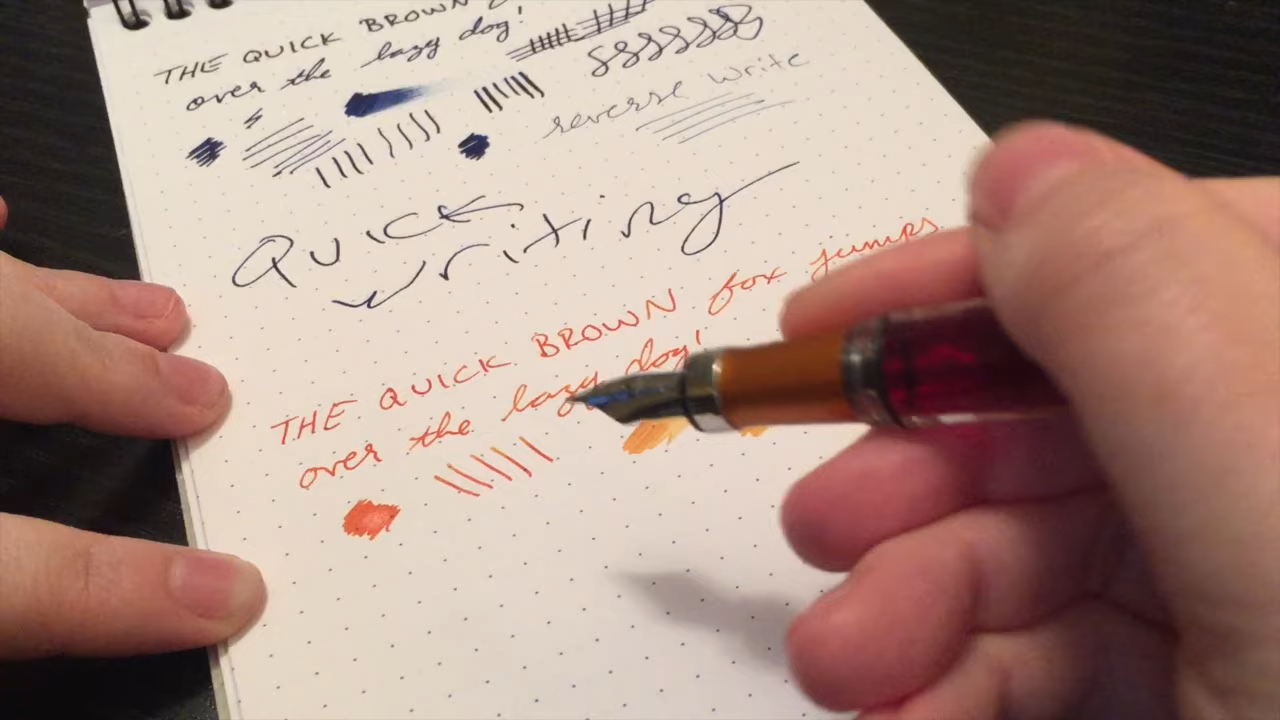 THE QUICK BROWN
over the lazy dog!
reverse write
Quick
writing
THE QUICK BROWN fox jumps
over the lazy dog!